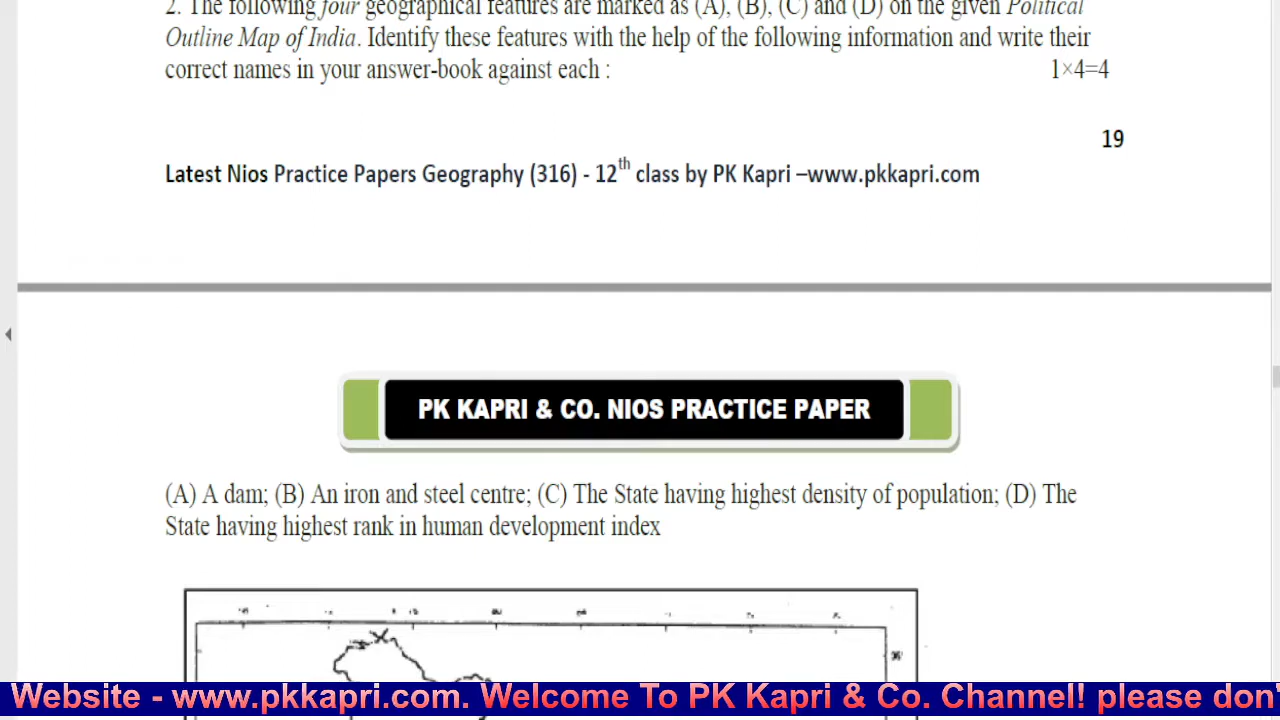 2. The following four geographical features are marked as (A), (B), (C) and (D) on the given Political
Outline Map of India. Identify these features with the help of the following information and write their
correct names in your answer-book against each : 1×4=4
19
Latest Nios Practice Papers Geography (316) - 12th class by PK Kapri –www.pkkapri.com
PK KAPRI & CO. NIOS PRACTICE PAPER
(A) A dam; (B) An iron and steel centre; (C) The State having highest density of population; (D) The
State having highest rank in human development index
Website - www.pkkapri.com. Welcome To PK Kapri & Co. Channel! please don'